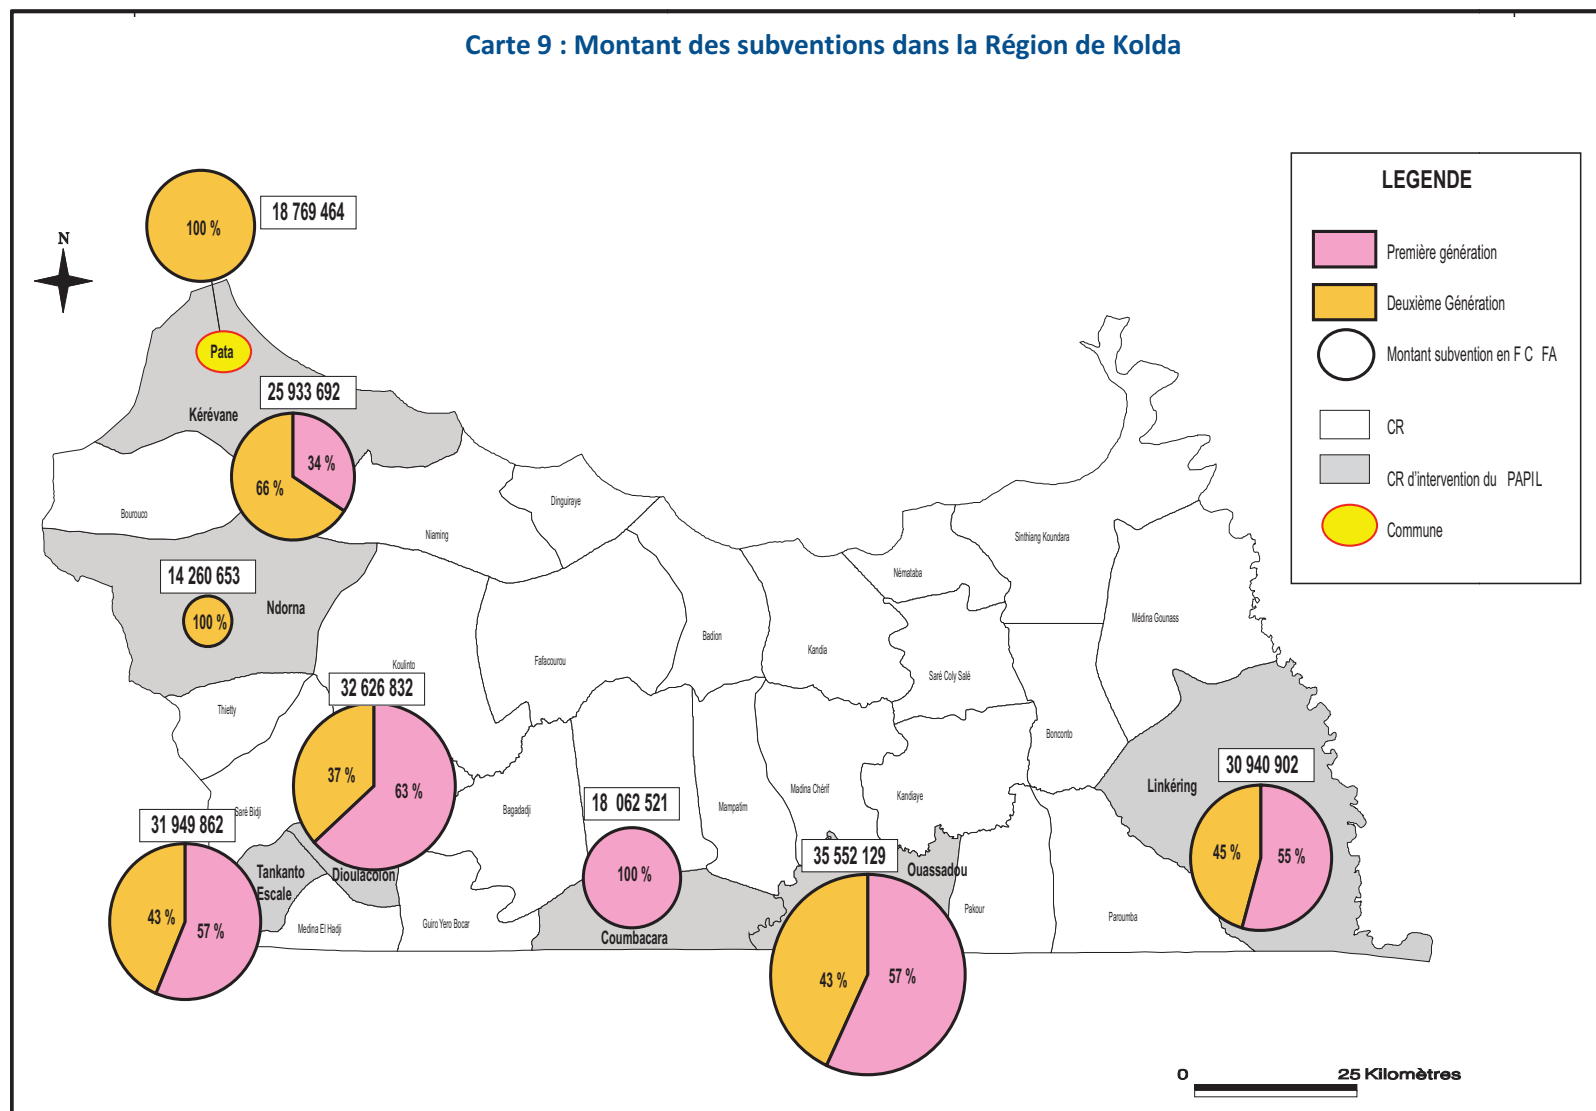 Carte 9 : Montant des subventions dans la Région de Kolda
LEGENDE
Première génération
Deuxième Génération
Montant subvention en F C FA
CR
CR d'intervention du PAPIL
Commune
N
100 %
18 769 464
Pata
Kérévane
25 933 692
34 %
66 %
Bourouco
Niaming
Dinguiraye
Sinthiang Koundara
Némataba
14 260 653
Ndorna
100 %
Médina Gounass
Badion
Kandia
Koulinto
Fafacourou
Saré Coly Salé
32 626 832
Thietty
37 %
63 %
Bonconto
30 940 902
Linkéring
45 %
55 %
Saré Bidji
Bagadadji
18 062 521
Mampatim
Madina Chérif
Kandiaye
31 949 862
43 %
57 %
Tankanto
Escale
Dioulacolon
100 %
35 552 129
Ouassadou
Medina El Hadji
Guiro Yero Bocar
Coumbacara
Pakour
Paroumba
43 %
57 %
0
25 Kilomètres